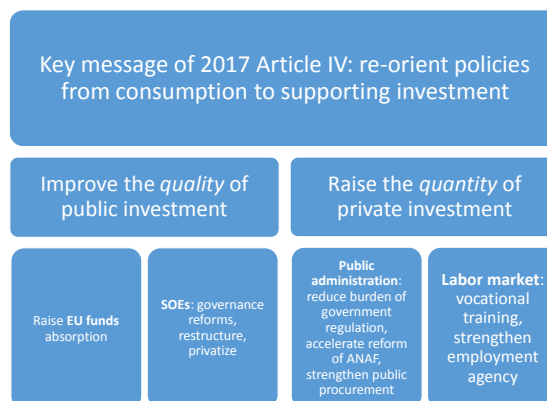 Key message of 2017 Article IV: re-orient policies
from consumption to supporting investment
Improve the quality of
public investment
Raise the quantity of
private investment
Raise EU funds
absorption
SOEs: governance
reforms,
restructure,
privatize
Public
administration:
reduce burden of
government
regulation,
accelerate reform
of ANAF,
strengthen public
procurement
Labor market:
vocational
training,
strengthen
employment
agency